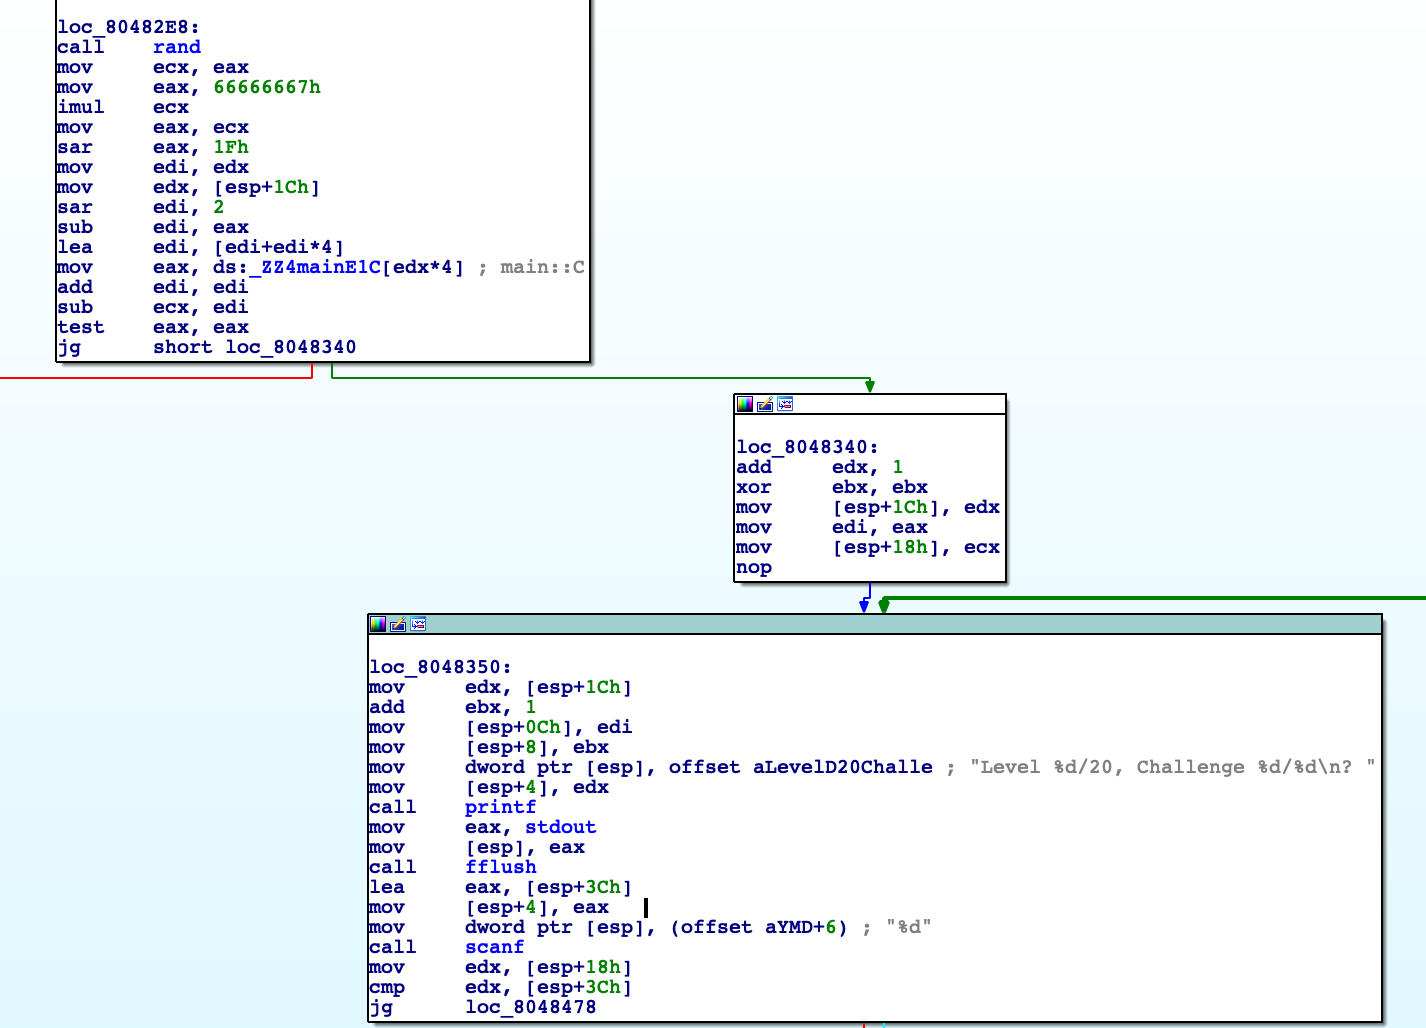 loc_80482E8:
call rand
mov ecx, eax
mov eax, 66666667h
imul ecx
mov eax, ecx
sar eax, 1Fh
mov edi, edx
mov edx, [esp+1Ch]
sar edi, 2
sub edi, eax
lea edi, [edi+edi*4]
mov eax, ds:_ZZ4mainE1C[edx*4] ; main::C
add edi, edi
sub ecx, edi
test eax, eax
jg short loc_8048340
loc_8048340:
add edx, 1
xor ebx, ebx
mov [esp+1Ch], edx
mov edi, eax
mov [esp+18h], ecx
nop
loc_8048350:
mov edx, [esp+1Ch]
add ebx, 1
mov [esp+0Ch], edi
mov [esp+8], ebx
mov dword ptr [esp], offset aLevelD20Challe ; "Level %d/20, Challenge %d/%d\n? "
mov [esp+4], edx
call printf
mov eax, stdout
mov [esp], eax
call fflush
lea eax, [esp+3Ch]
mov [esp+4], eax
mov dword ptr [esp], (offset aYMD+6) ; "%d"
call scanf
mov edx, [esp+18h]
cmp edx, [esp+3Ch]
jg loc_8048478